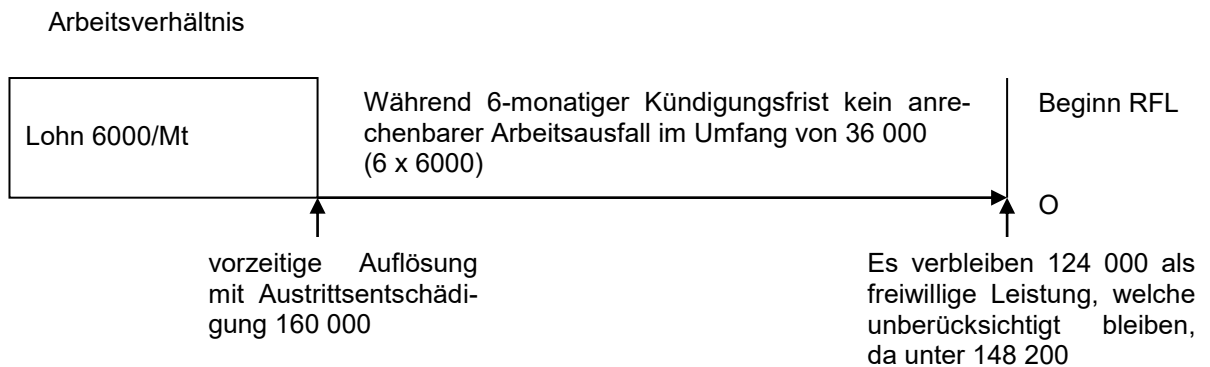 Arbeitsverhältnis
Lohn 6000/Mt
Während 6-monatiger Kündigungsfrist kein anre-
chenbarer Arbeitsausfall im Umfang von 36 000
(6 x 6000)
Beginn RFL
O
vorzeitige Auflösung
mit Austrittsentschädi-
gung 160 000
Es verbleiben 124 000 als
freiwillige Leistung, welche
unberücksichtigt bleiben,
da unter 148 200